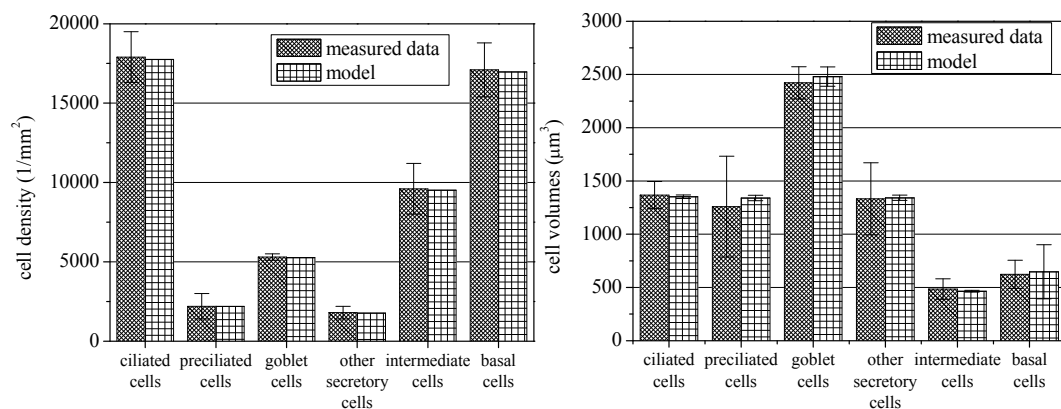 20000
15000
10000
5000
0
cell density (1/mm²)
measured data
model
ciliated cells
preciliated cells
goblet cells
other secretory cells
intermediate cells
basal cells
3000
2500
2000
1500
1000
500
0
cell volumes (μm³)
measured data
model
ciliated cells
preciliated cells
goblet cells
other secretory cells
intermediate cells
basal cells